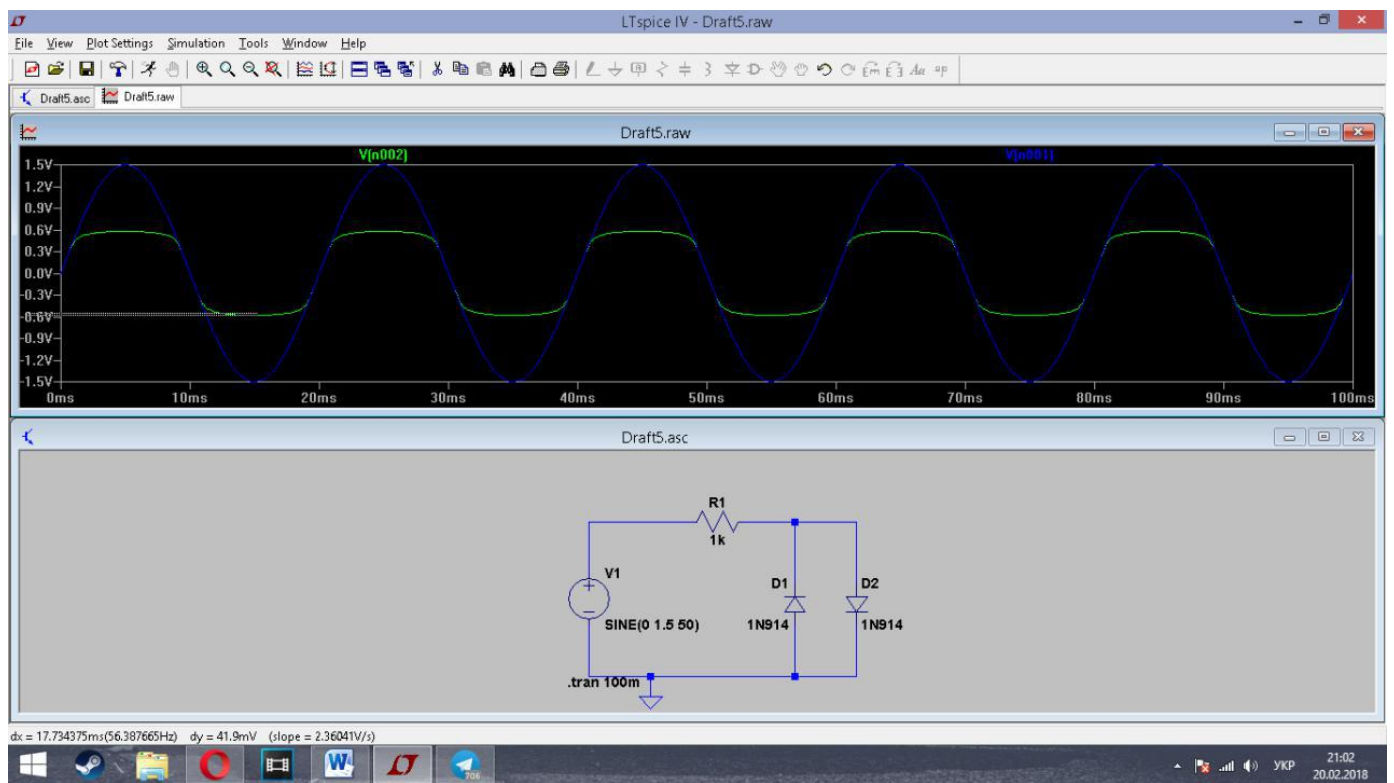 LTspice IV - Draft5.raw
File View Plot Settings Simulation Tools Window Help
Draft5.asc Draft5.raw
Draft5.raw
V(n002) V(n001)
1.5V
1.2V
0.9V
0.6V
0.3V
0.0V
-0.3V
-0.6V
-0.9V
-1.2V
-1.5V
0ms 10ms 20ms 30ms 40ms 50ms 60ms 70ms 80ms 90ms 100ms
Draft5.asc
R1
1k
V1
SINE(0 1.5 50)
D1
1N914
D2
1N914
.tran 100m
dx = 17.734375ms(56.387665Hz) dy = 41.9mV (slope = 2.36041V/s)
706
УКР
21:02
20.02.2018